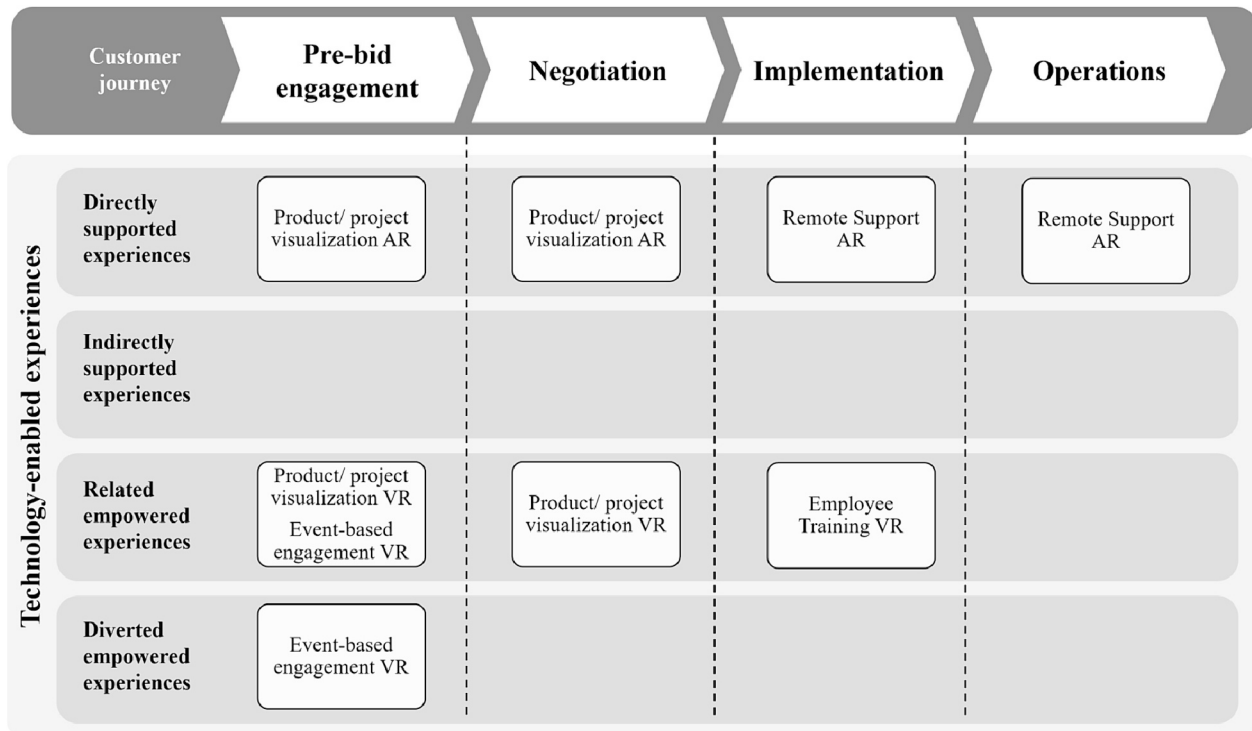 Customer
journey
Pre-bid
engagement
Negotiation
Implementation
Operations
Technology-enabled experiences
Directly
supported
experiences
Product/ project
visualization AR
Product/ project
visualization AR
Remote Support
AR
Remote Support
AR
Indirectly
supported
experiences
Related
empowered
experiences
Product/ project
visualization VR
Event-based
engagement VR
Product/ project
visualization VR
Employee
Training VR
Diverted
empowered
experiences
Event-based
engagement VR